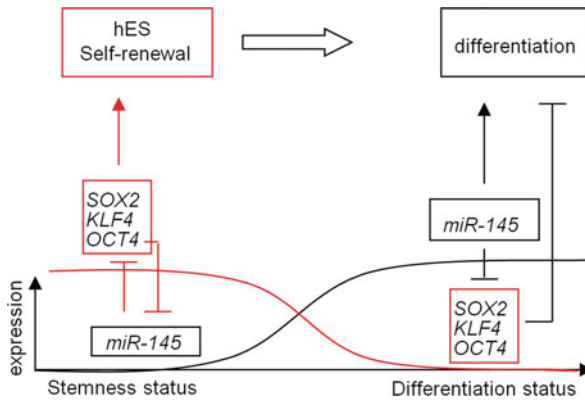 hES
Self-renewal
differentiation
SOX2
KLF4
OCT4
miR-145
miR-145
SOX2
KLF4
OCT4
expression
Stemness status
Differentiation status